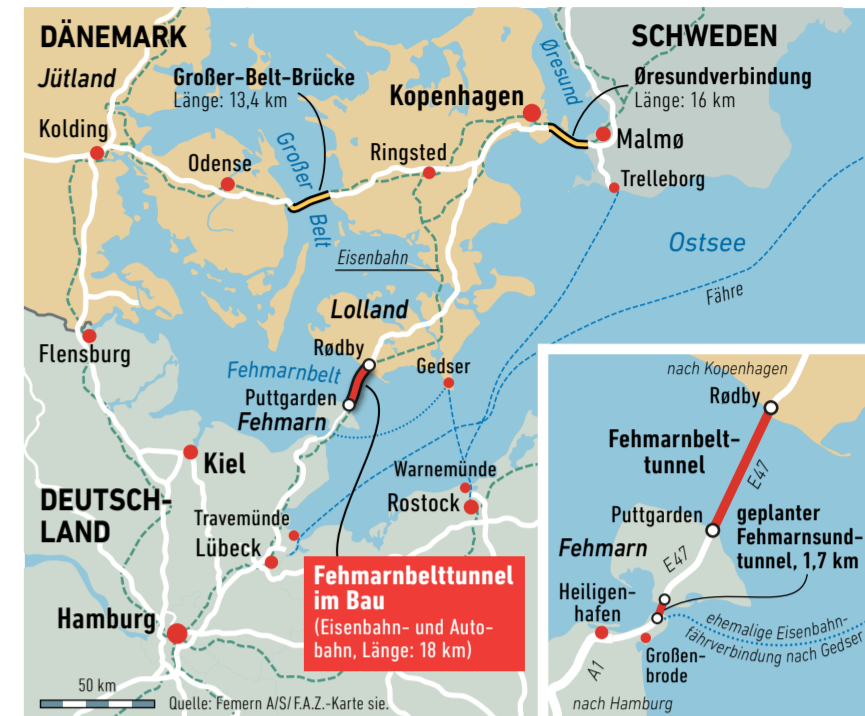 DÄNEMARK
SCHWEDEN
Jütland
Großer-Belt-Brücke
Länge: 13,4 km
Kopenhagen
Øresund
Øresundverbindung
Länge: 16 km
Kolding
Odense
Großer
Belt
Ringsted
Malmø
Trelleborg
Eisenbahn
Ostsee
Fähre
Lolland
Rødby
Flensburg
Fehmarnbelt
Gedser
Puttgarden
Fehmarn
Kiel
Warnemünde
Rostock
DEUTSCH-
LAND
Travemünde
Lübeck
Fehmarnbelttunnel
im Bau
(Eisenbahn- und Auto-
bahn, Länge: 18 km)
Hamburg
50 km
Quelle: Femern A/S/ F.A.Z.-Karte sie.
nach Kopenhagen
Rødby
Fehmarnbelt-
tunnel
E47
Puttgarden
geplanter
Fehmarnsund-
tunnel, 1,7 km
Fehmarn
E47
Heiligen-
hafen
ehemalige Eisenbahn-
fährverbindung nach Gedser
Großen-
brode
A1
nach Hamburg